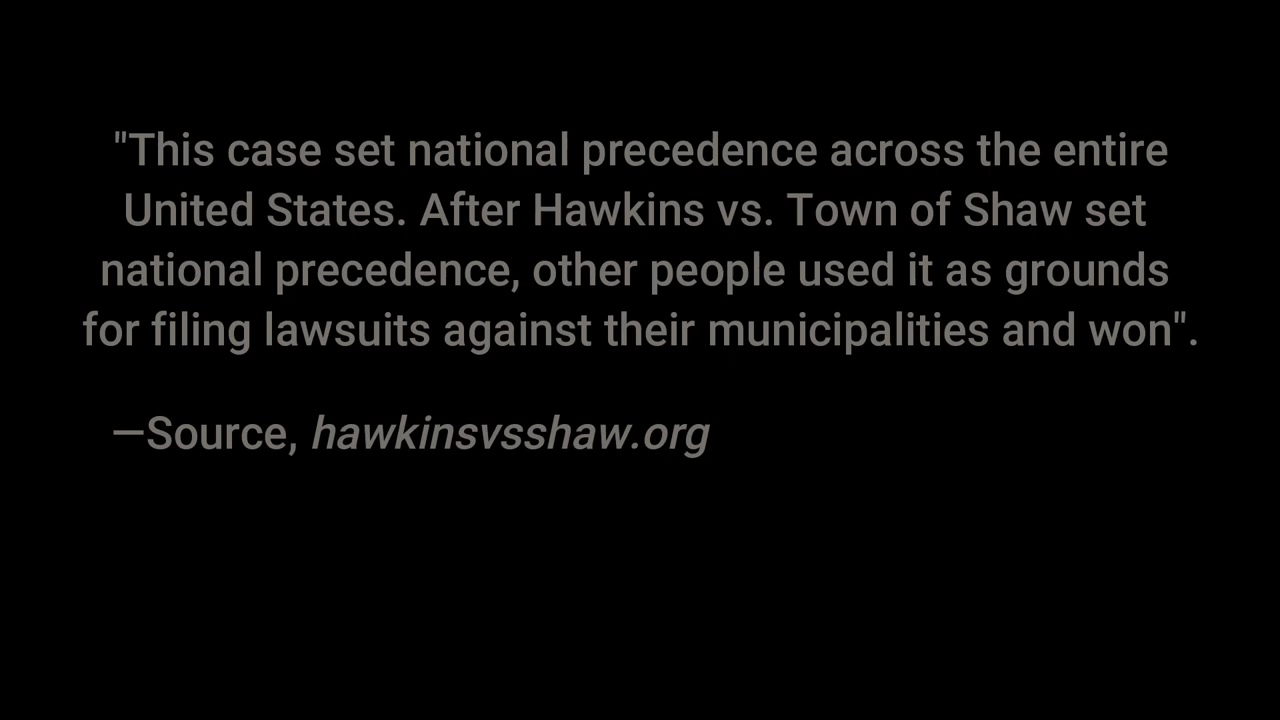 "This case set national precedence across the entire
United States. After Hawkins vs. Town of Shaw set
national precedence, other people used it as grounds
for filing lawsuits against their municipalities and won".
—Source, hawkinsvsshaw.org